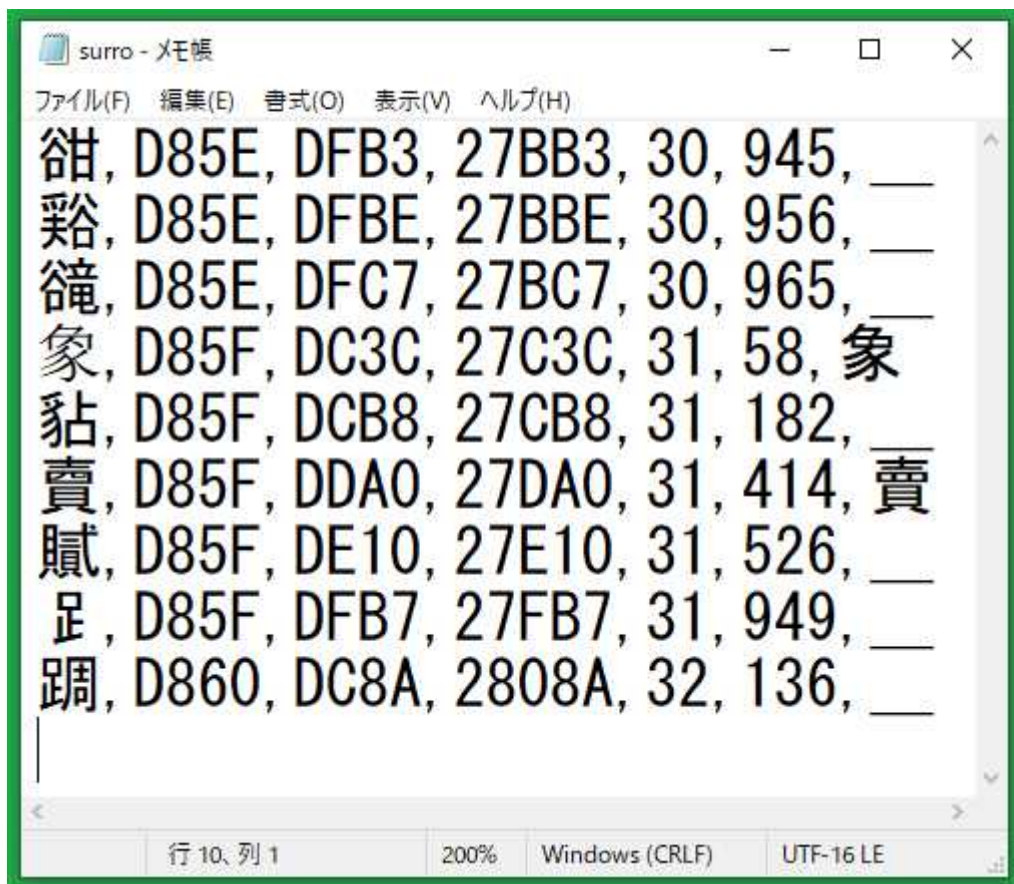 surro - メモ帳
ファイル(F) 編集(E) 書式(O) 表示(V) ヘルプ(H)
𧮳, D85E, DFB3, 27BB3, 30, 945, __
𧮾, D85E, DFBE, 27BBE, 30, 956, __
𧯇, D85E, DFC7, 27BC7, 30, 965, __
𧰼, D85F, DC3C, 27C3C, 31, 58, 象
𧲸, D85F, DCB8, 27CB8, 31, 182, __
𧶠, D85F, DDA0, 27DA0, 31, 414, 賣
𧸐, D85F, DE10, 27E10, 31, 526, __
𧾷, D85F, DFB7, 27FB7, 31, 949, __
𨂊, D860, DC8A, 2808A, 32, 136, __
行 10、列 1 200% Windows (CRLF) UTF-16 LE